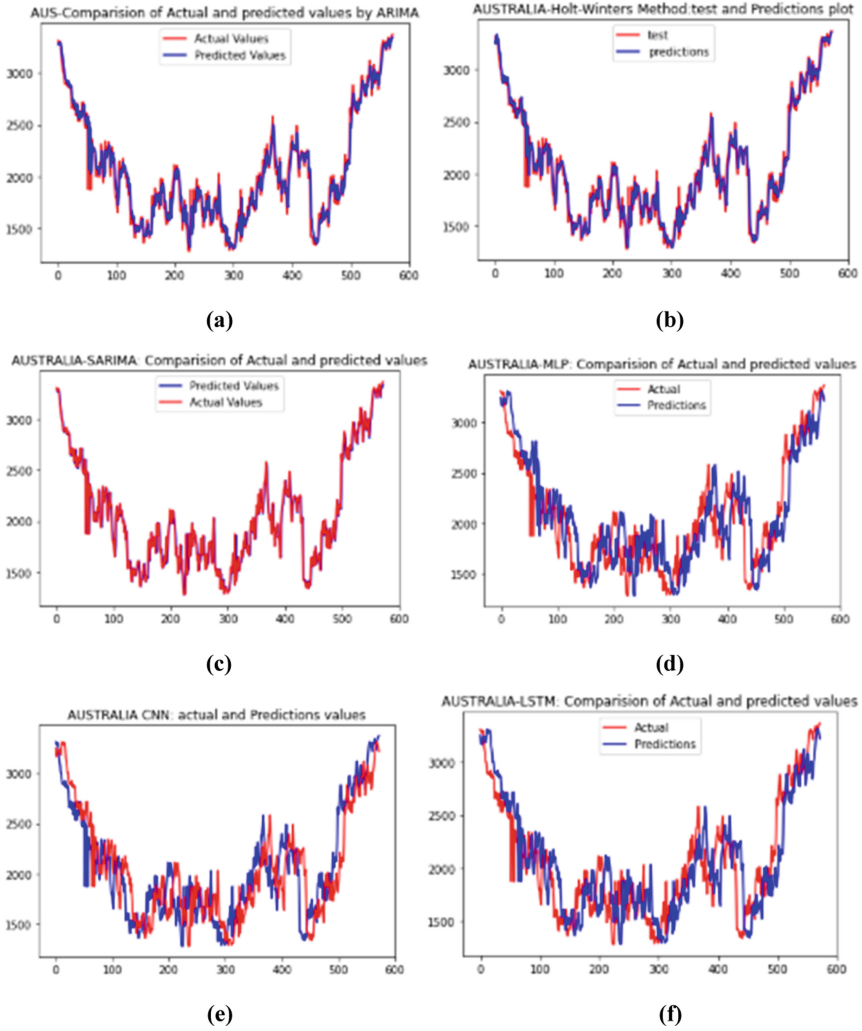 AUS-Comparision of Actual and predicted values by ARIMA
Actual Values
Predicted Values
3000
2500
2000
1500
0 100 200 300 400 500 600
(a)
AUSTRALIA-Holt-Winters Method:test and Predictions plot
test
predictions
3000
2500
2000
1500
0 100 200 300 400 500 600
(b)
AUSTRALIA-SARIMA: Comparision of Actual and predicted values
Predicted Values
Actual Values
3000
2500
2000
1500
0 100 200 300 400 500 600
(c)
AUSTRALIA-MLP: Comparision of Actual and predicted values
Actual
Predictions
3000
2500
2000
1500
0 100 200 300 400 500 600
(d)
AUSTRALIA CNN: actual and Predictions values
3000
2500
2000
1500
0 100 200 300 400 500 600
(e)
AUSTRALIA-LSTM: Comparision of Actual and predicted values
Actual
Predictions
3000
2500
2000
1500
0 100 200 300 400 500 600
(f)